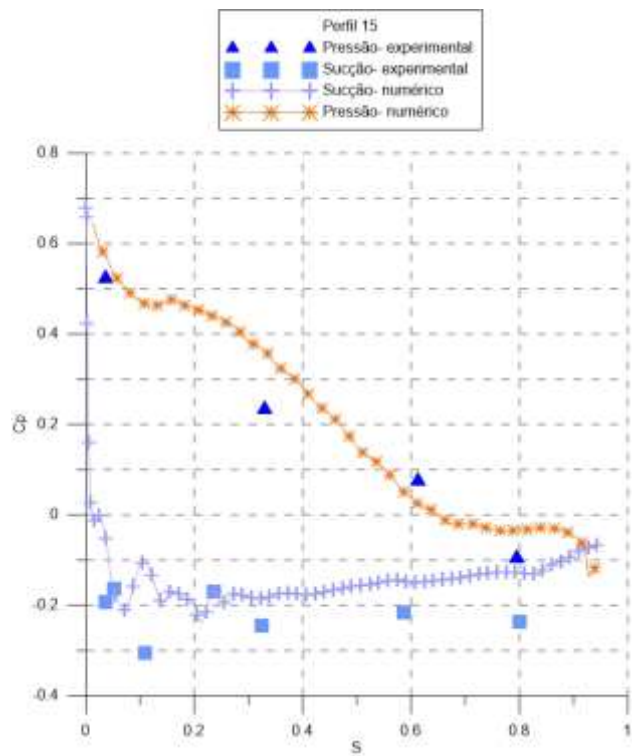 Perfil 15
Pressão- experimental
Sucção- experimental
Sucção- numérico
Pressão- numérico
0.8
0.6
0.4
0.2
0
-0.2
-0.4
Cp
0
0.2
0.4
0.6
0.8
1
S